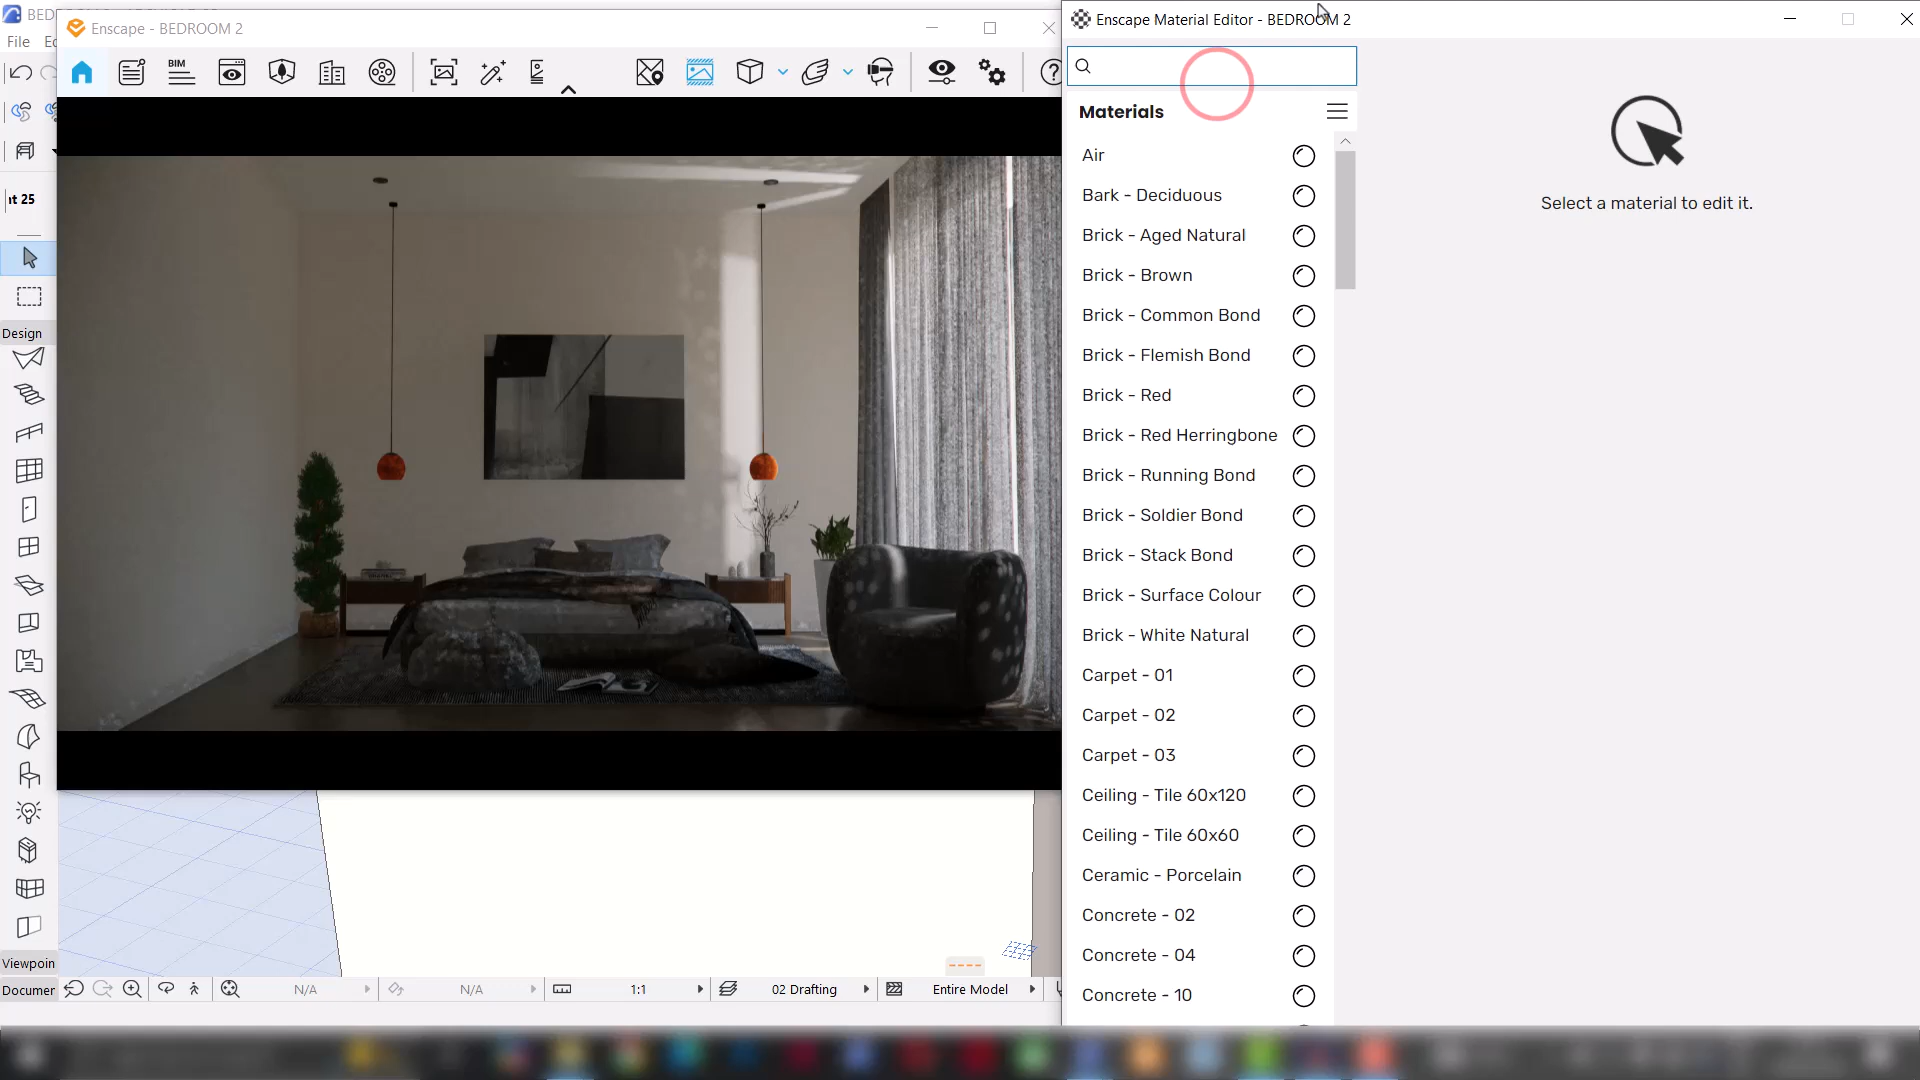 BED
Enscape - BEDROOM 2
Enscape Material Editor - BEDROOM 2
File
BIM
Materials
Air
Bark - Deciduous
Select a material to edit it.
Brick - Aged Natural
Brick - Brown
Brick - Common Bond
Brick - Flemish Bond
Brick - Red
Brick - Red Herringbone
Brick - Running Bond
Brick - Soldier Bond
Brick - Stack Bond
Brick - Surface Colour
Brick - White Natural
Carpet - 01
Carpet - 02
Carpet - 03
Ceiling - Tile 60x120
Ceiling - Tile 60x60
Ceramic - Porcelain
Concrete - 02
Concrete - 04
Concrete - 10
25
Design
Viewpoin
Documen
N/A
N/A
1:1
02 Drafting
Entire Model